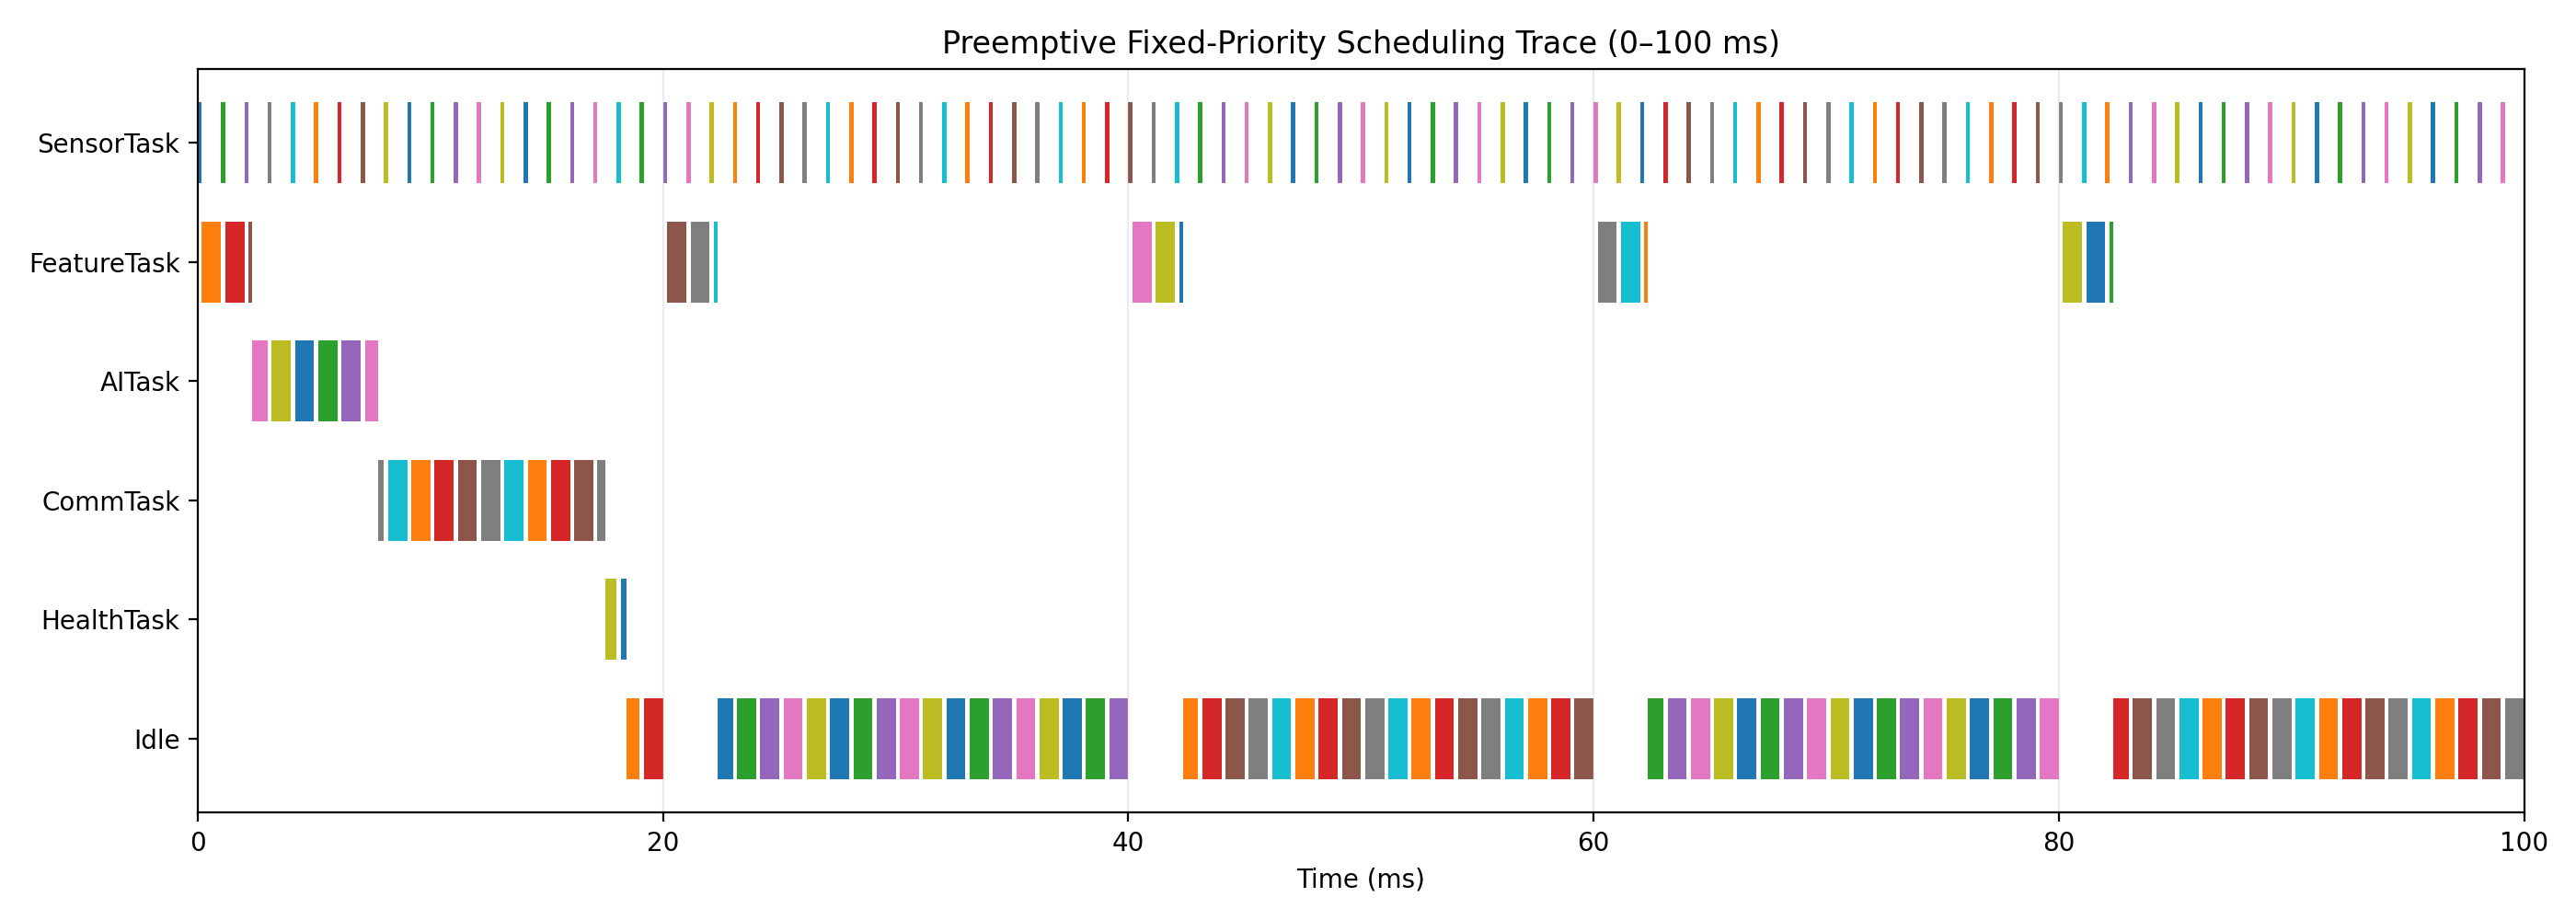 Preemptive Fixed-Priority Scheduling Trace (0–100 ms)
SensorTask
FeatureTask
AITask
CommTask
HealthTask
Idle
0 20 40 60 80 100
Time (ms)